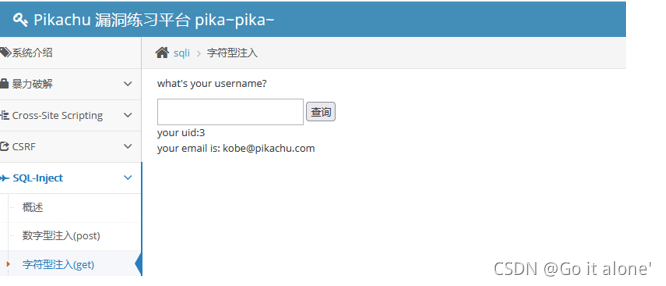 Pikachu 漏洞练习平台 pika~pika~
系统介绍
暴力破解
Cross-Site Scripting
CSRF
SQL-Inject
概述
数字型注入(post)
字符型注入(get)
sqli > 字符型注入
what's your username?
查询
your uid:3
your email is: kobe@pikachu.com
CSDN @Go it alone'